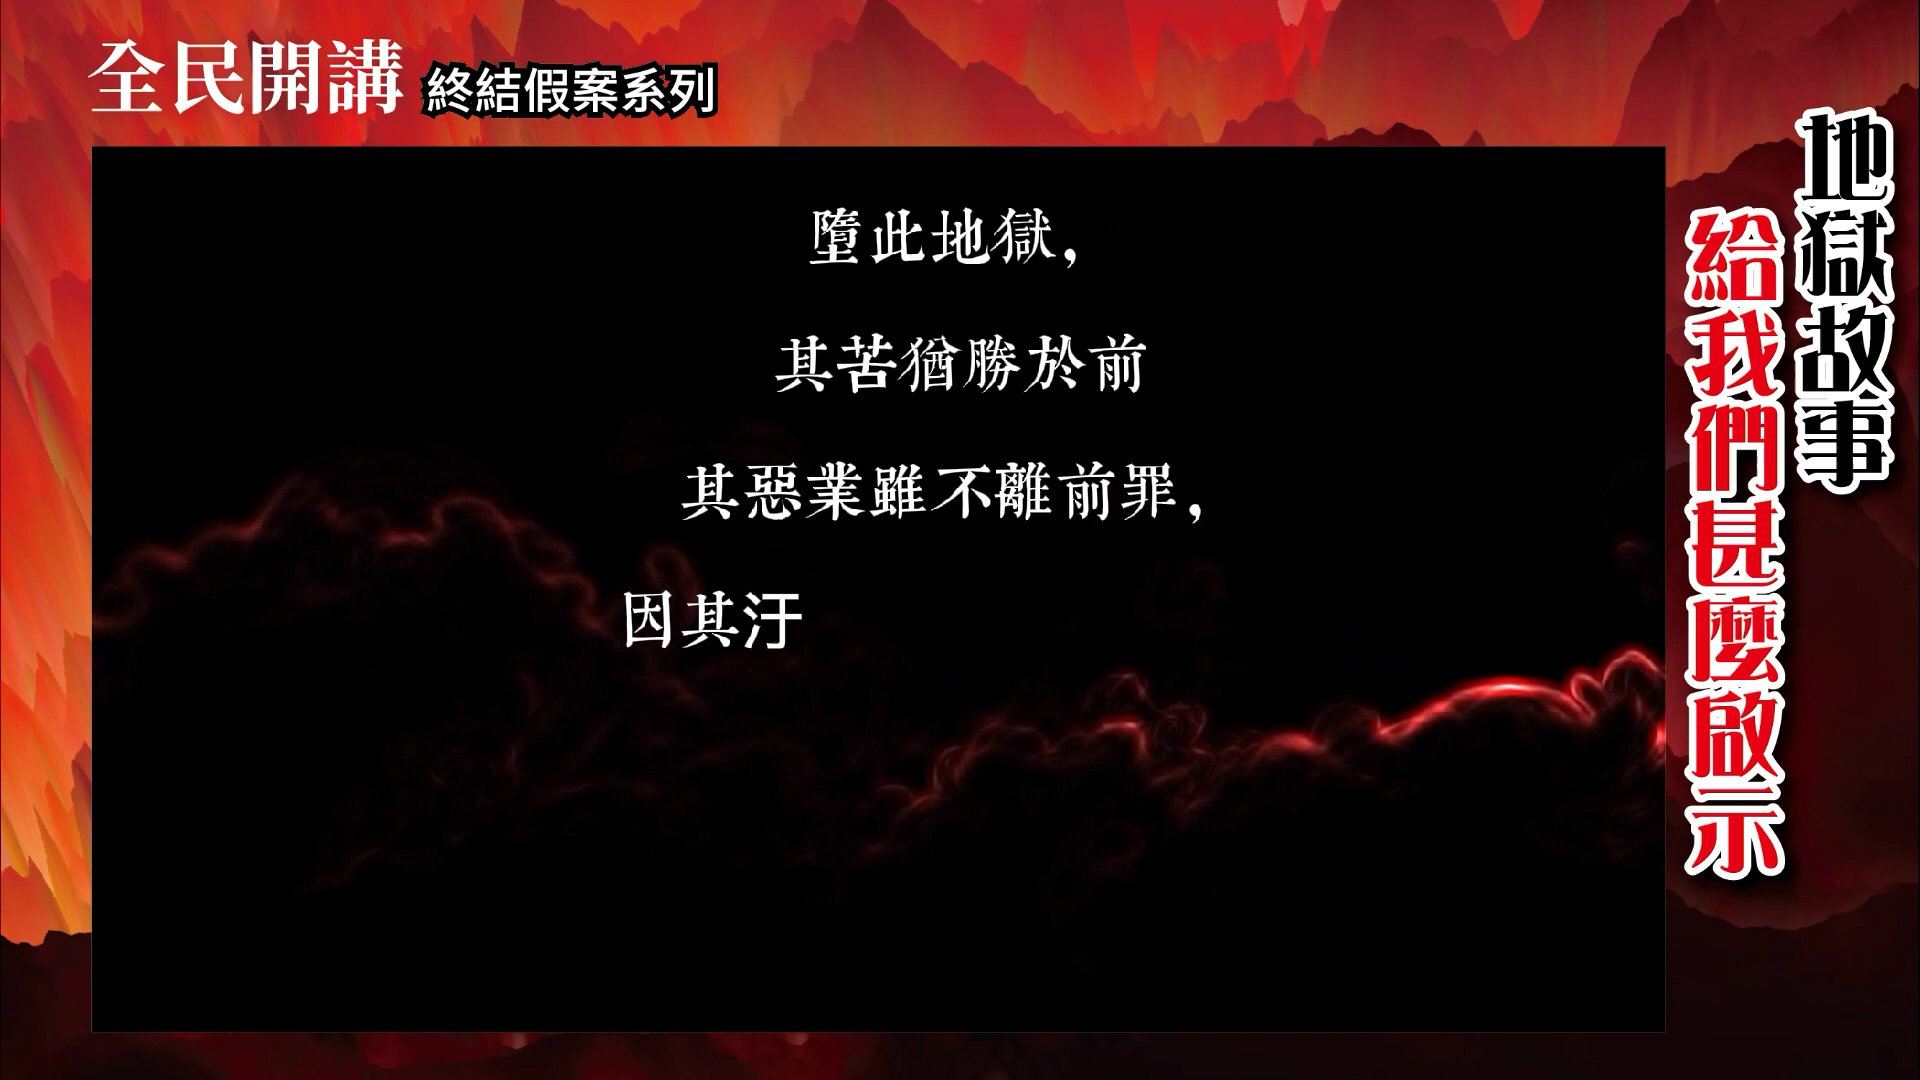 全民開講 終結假案系列
地獄故事
給我們甚麼啟示
墮此地獄，
其苦猶勝於前
其惡業雖不離前罪，
因其汙